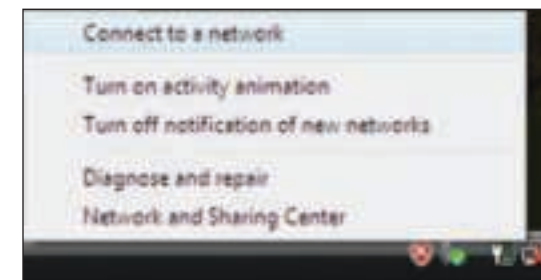 Connect to a network
Turn on activity animation
Turn off notification of new networks
Diagnose and repair
Network and Sharing Center